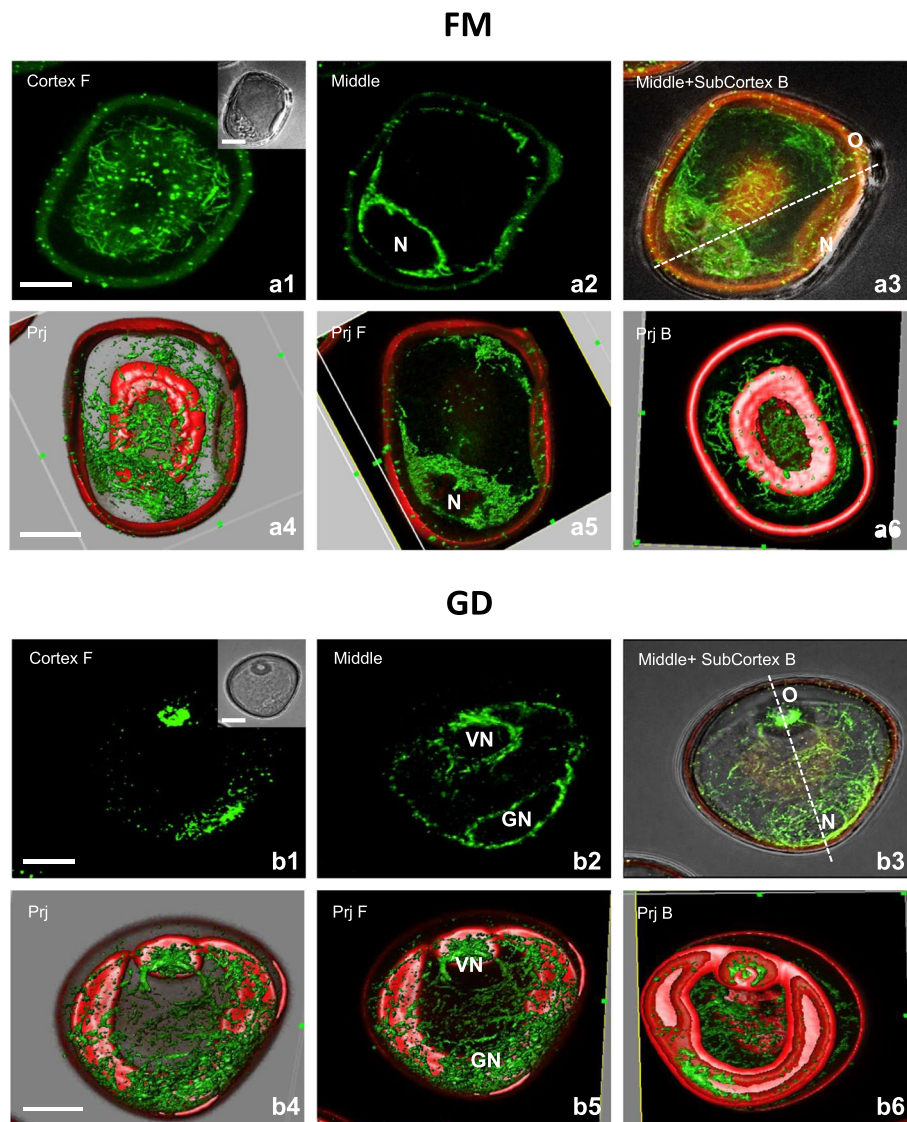 FM
Cortex F
a1
Middle
N
a2
Middle+SubCortex B
O
N
a3
Prj
a4
Prj F
N
a5
Prj B
a6
GD
Cortex F
b1
Middle
VN
GN
b2
Middle+ SubCortex B
O
N
b3
Prj
b4
Prj F
VN
GN
b5
Prj B
b6